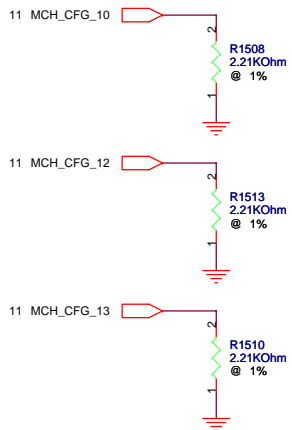 11 MCH_CFG_10
2
R1508
2.21KOhm
@ 1%
1
11 MCH_CFG_12
2
R1513
2.21KOhm
@ 1%
1
11 MCH_CFG_13
2
R1510
2.21KOhm
@ 1%
1